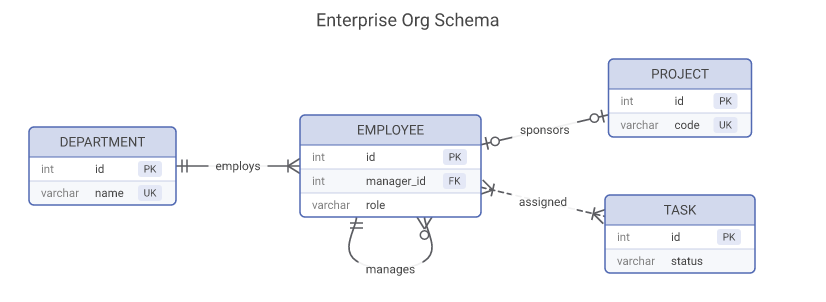 Enterprise Org Schema
DEPARTMENT
int id PK
varchar name UK
employs
EMPLOYEE
int id PK
int manager_id FK
varchar role
manages
sponsors
assigned
PROJECT
int id PK
varchar code UK
TASK
int id PK
varchar status